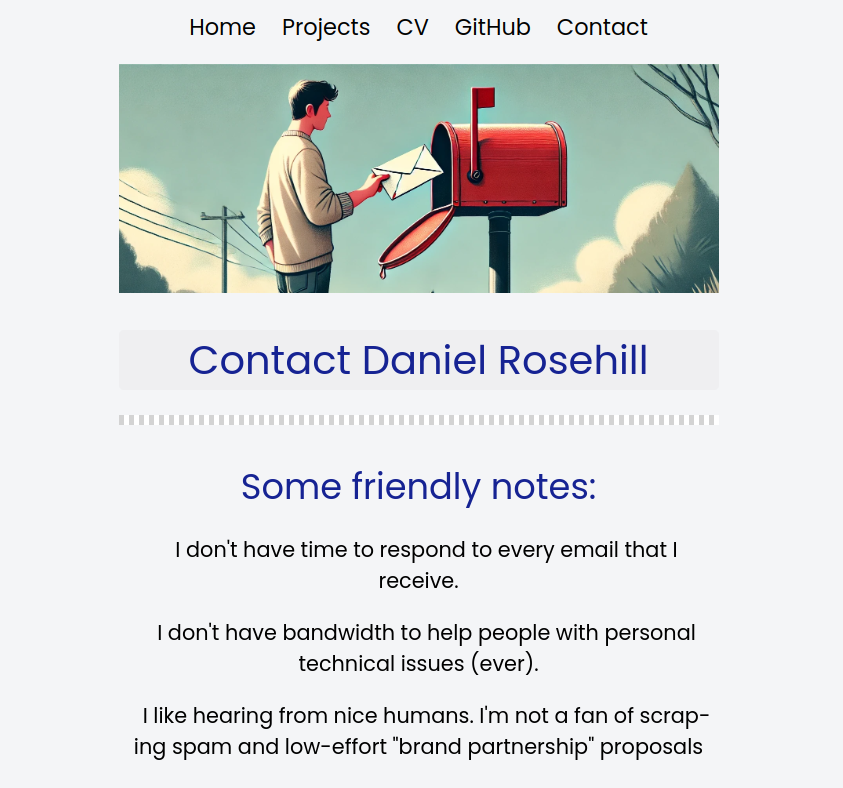 Home Projects CV GitHub Contact
Contact Daniel Rosehill
Some friendly notes:
I don't have time to respond to every email that I
receive.
I don't have bandwidth to help people with personal
technical issues (ever).
I like hearing from nice humans. I'm not a fan of scrap-
ing spam and low-effort "brand partnership" proposals